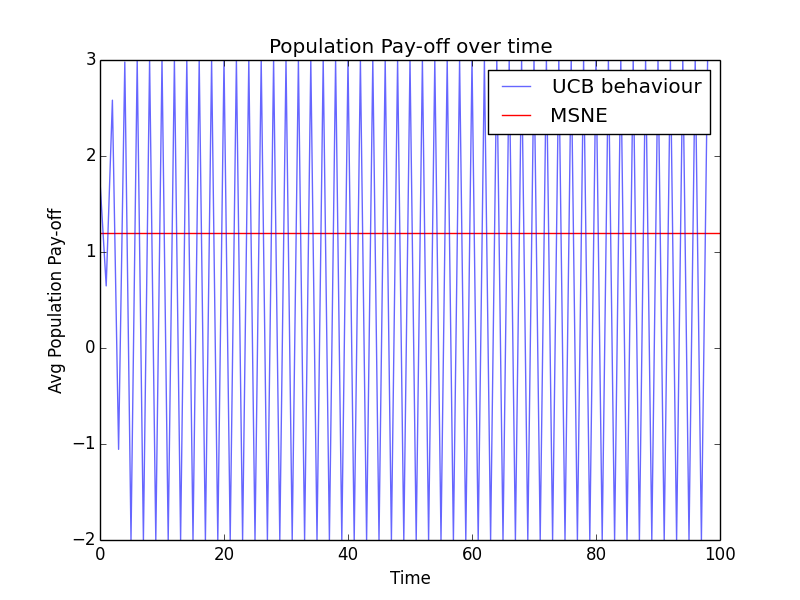 Population Pay-off over time
UCB behaviour
MSNE
3
2
1
0
−1
−2
Avg Population Pay-off
0 20 40 60 80 100
Time